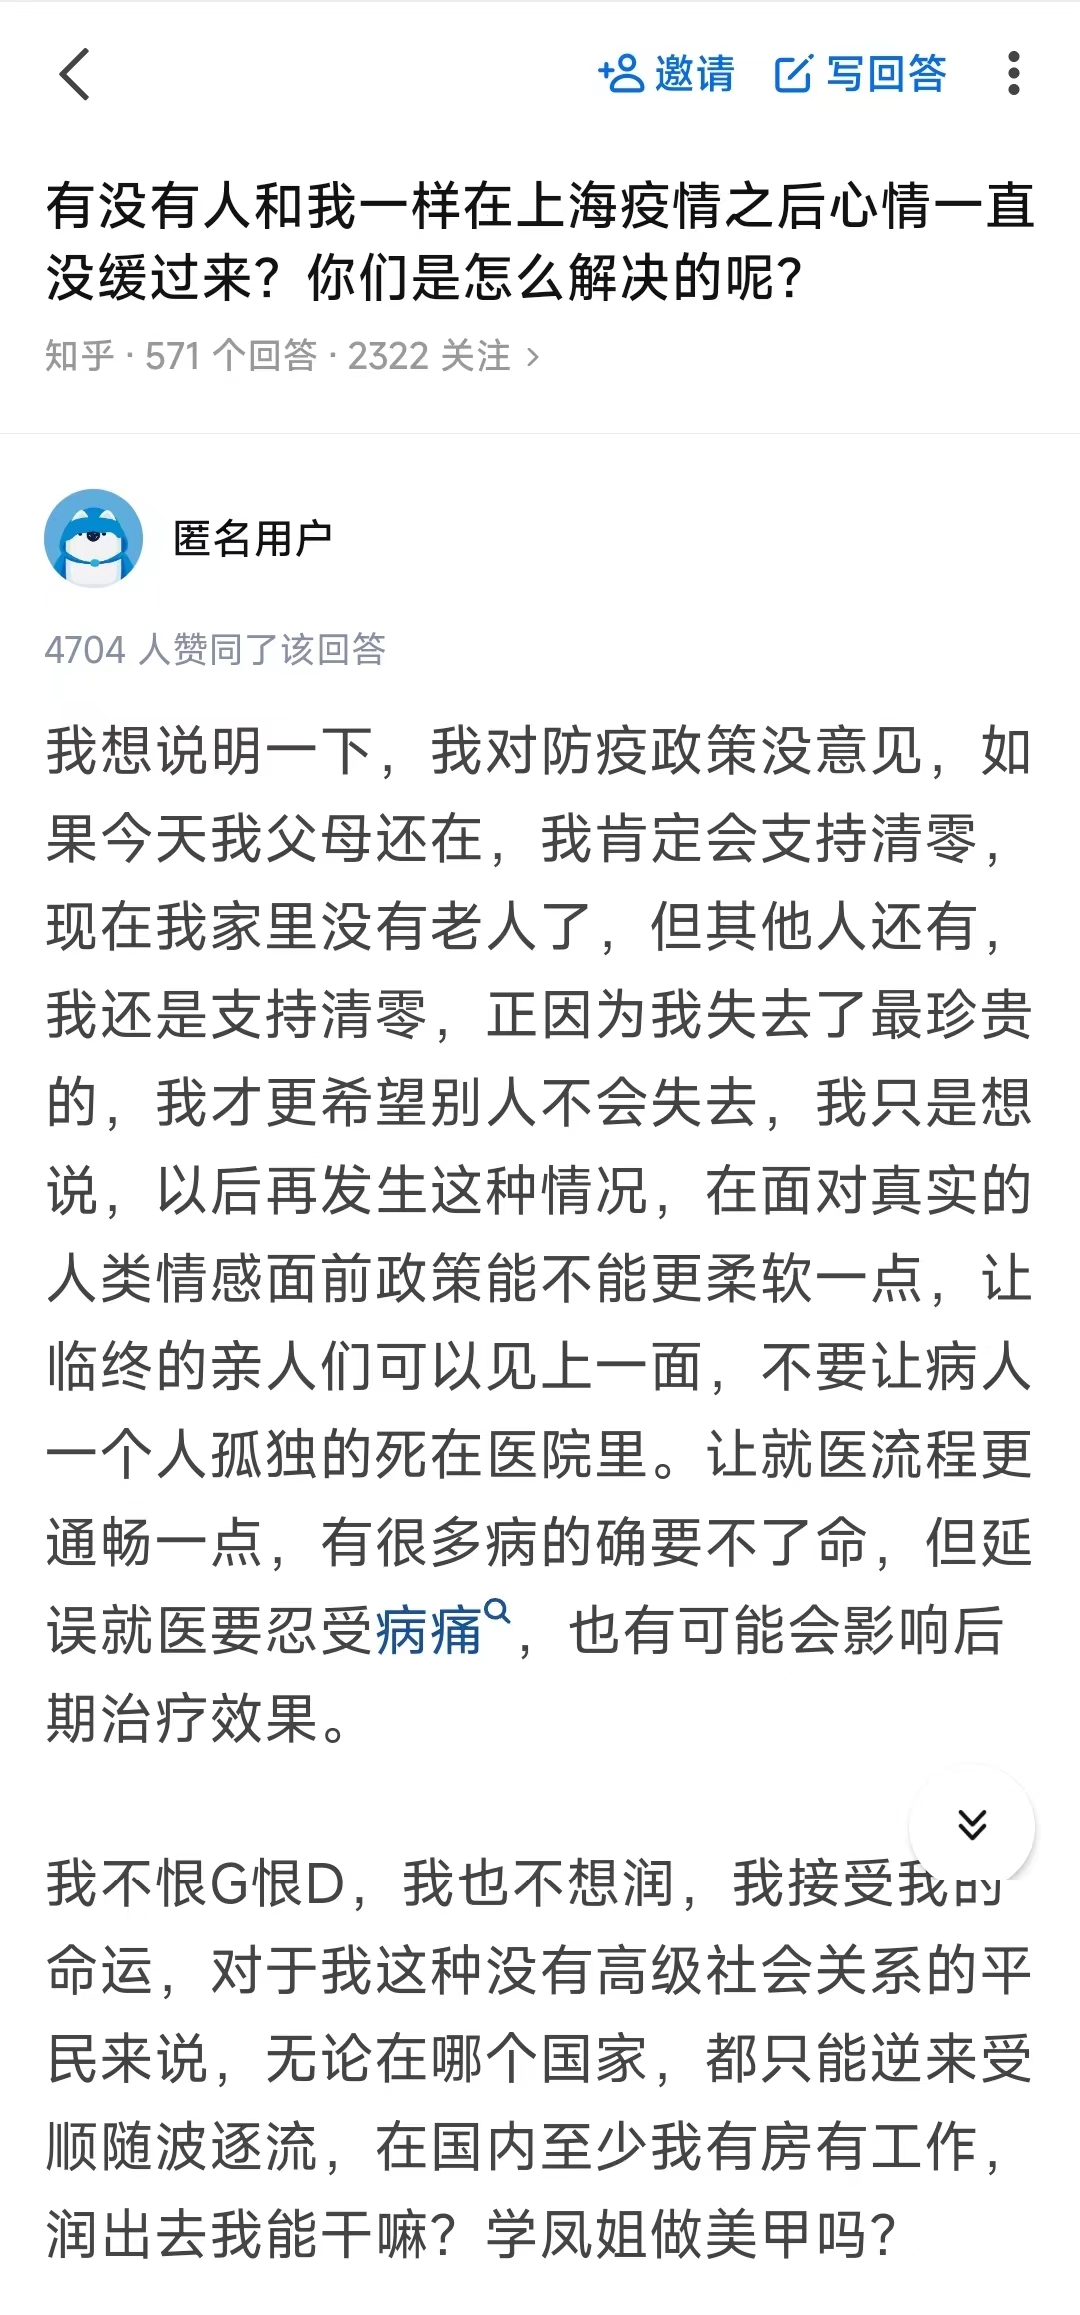 邀请 写回答
有没有人和我一样在上海疫情之后心情一直
没缓过来？你们是怎么解决的呢？
知乎 · 571 个回答 · 2322 关注 >
匿名用户
4704 人赞同了该回答
我想说明一下，我对防疫政策没意见，如
果今天我父母还在，我肯定会支持清零，
现在我家里没有老人了，但其他人还有，
我还是支持清零，正因为我失去了最珍贵
的，我才更希望别人不会失去，我只是想
说，以后再发生这种情况，在面对真实的
人类情感面前政策能不能更柔软一点，让
临终的亲人们可以见上一面，不要让病人
一个人孤独的死在医院里。让就医流程更
通畅一点，有很多病的确要不了命，但延
误就医要忍受病痛，也有可能会影响后
期治疗效果。
我不恨G恨D，我也不想润，我接受我的
命运，对于我这种没有高级社会关系的平
民来说，无论在哪个国家，都只能逆来受
顺随波逐流，在国内至少我有房有工作，
润出去我能干嘛？学凤姐做美甲吗？